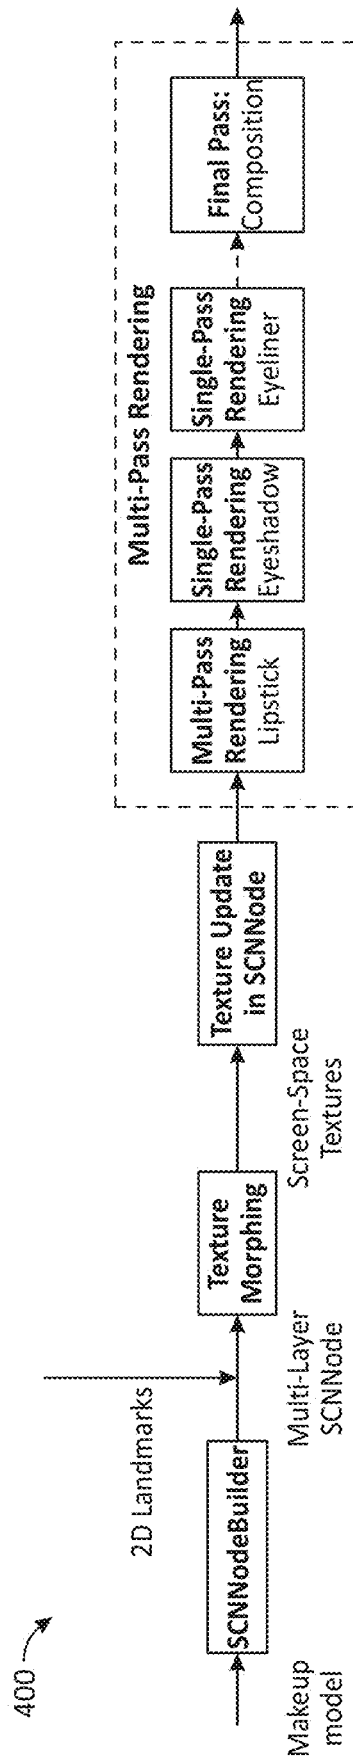 400
Makeup
model
SCNNodeBuilder
2D Landmarks
Multi-Layer
SCNNode
Texture
Morphing
Screen-Space
Textures
Texture Update
in SCNNode
Multi-Pass Rendering
Multi-Pass
Rendering
Lipstick
Single-Pass
Rendering
Eyeshadow
Single-Pass
Rendering
Eyeliner
Final Pass:
Composition